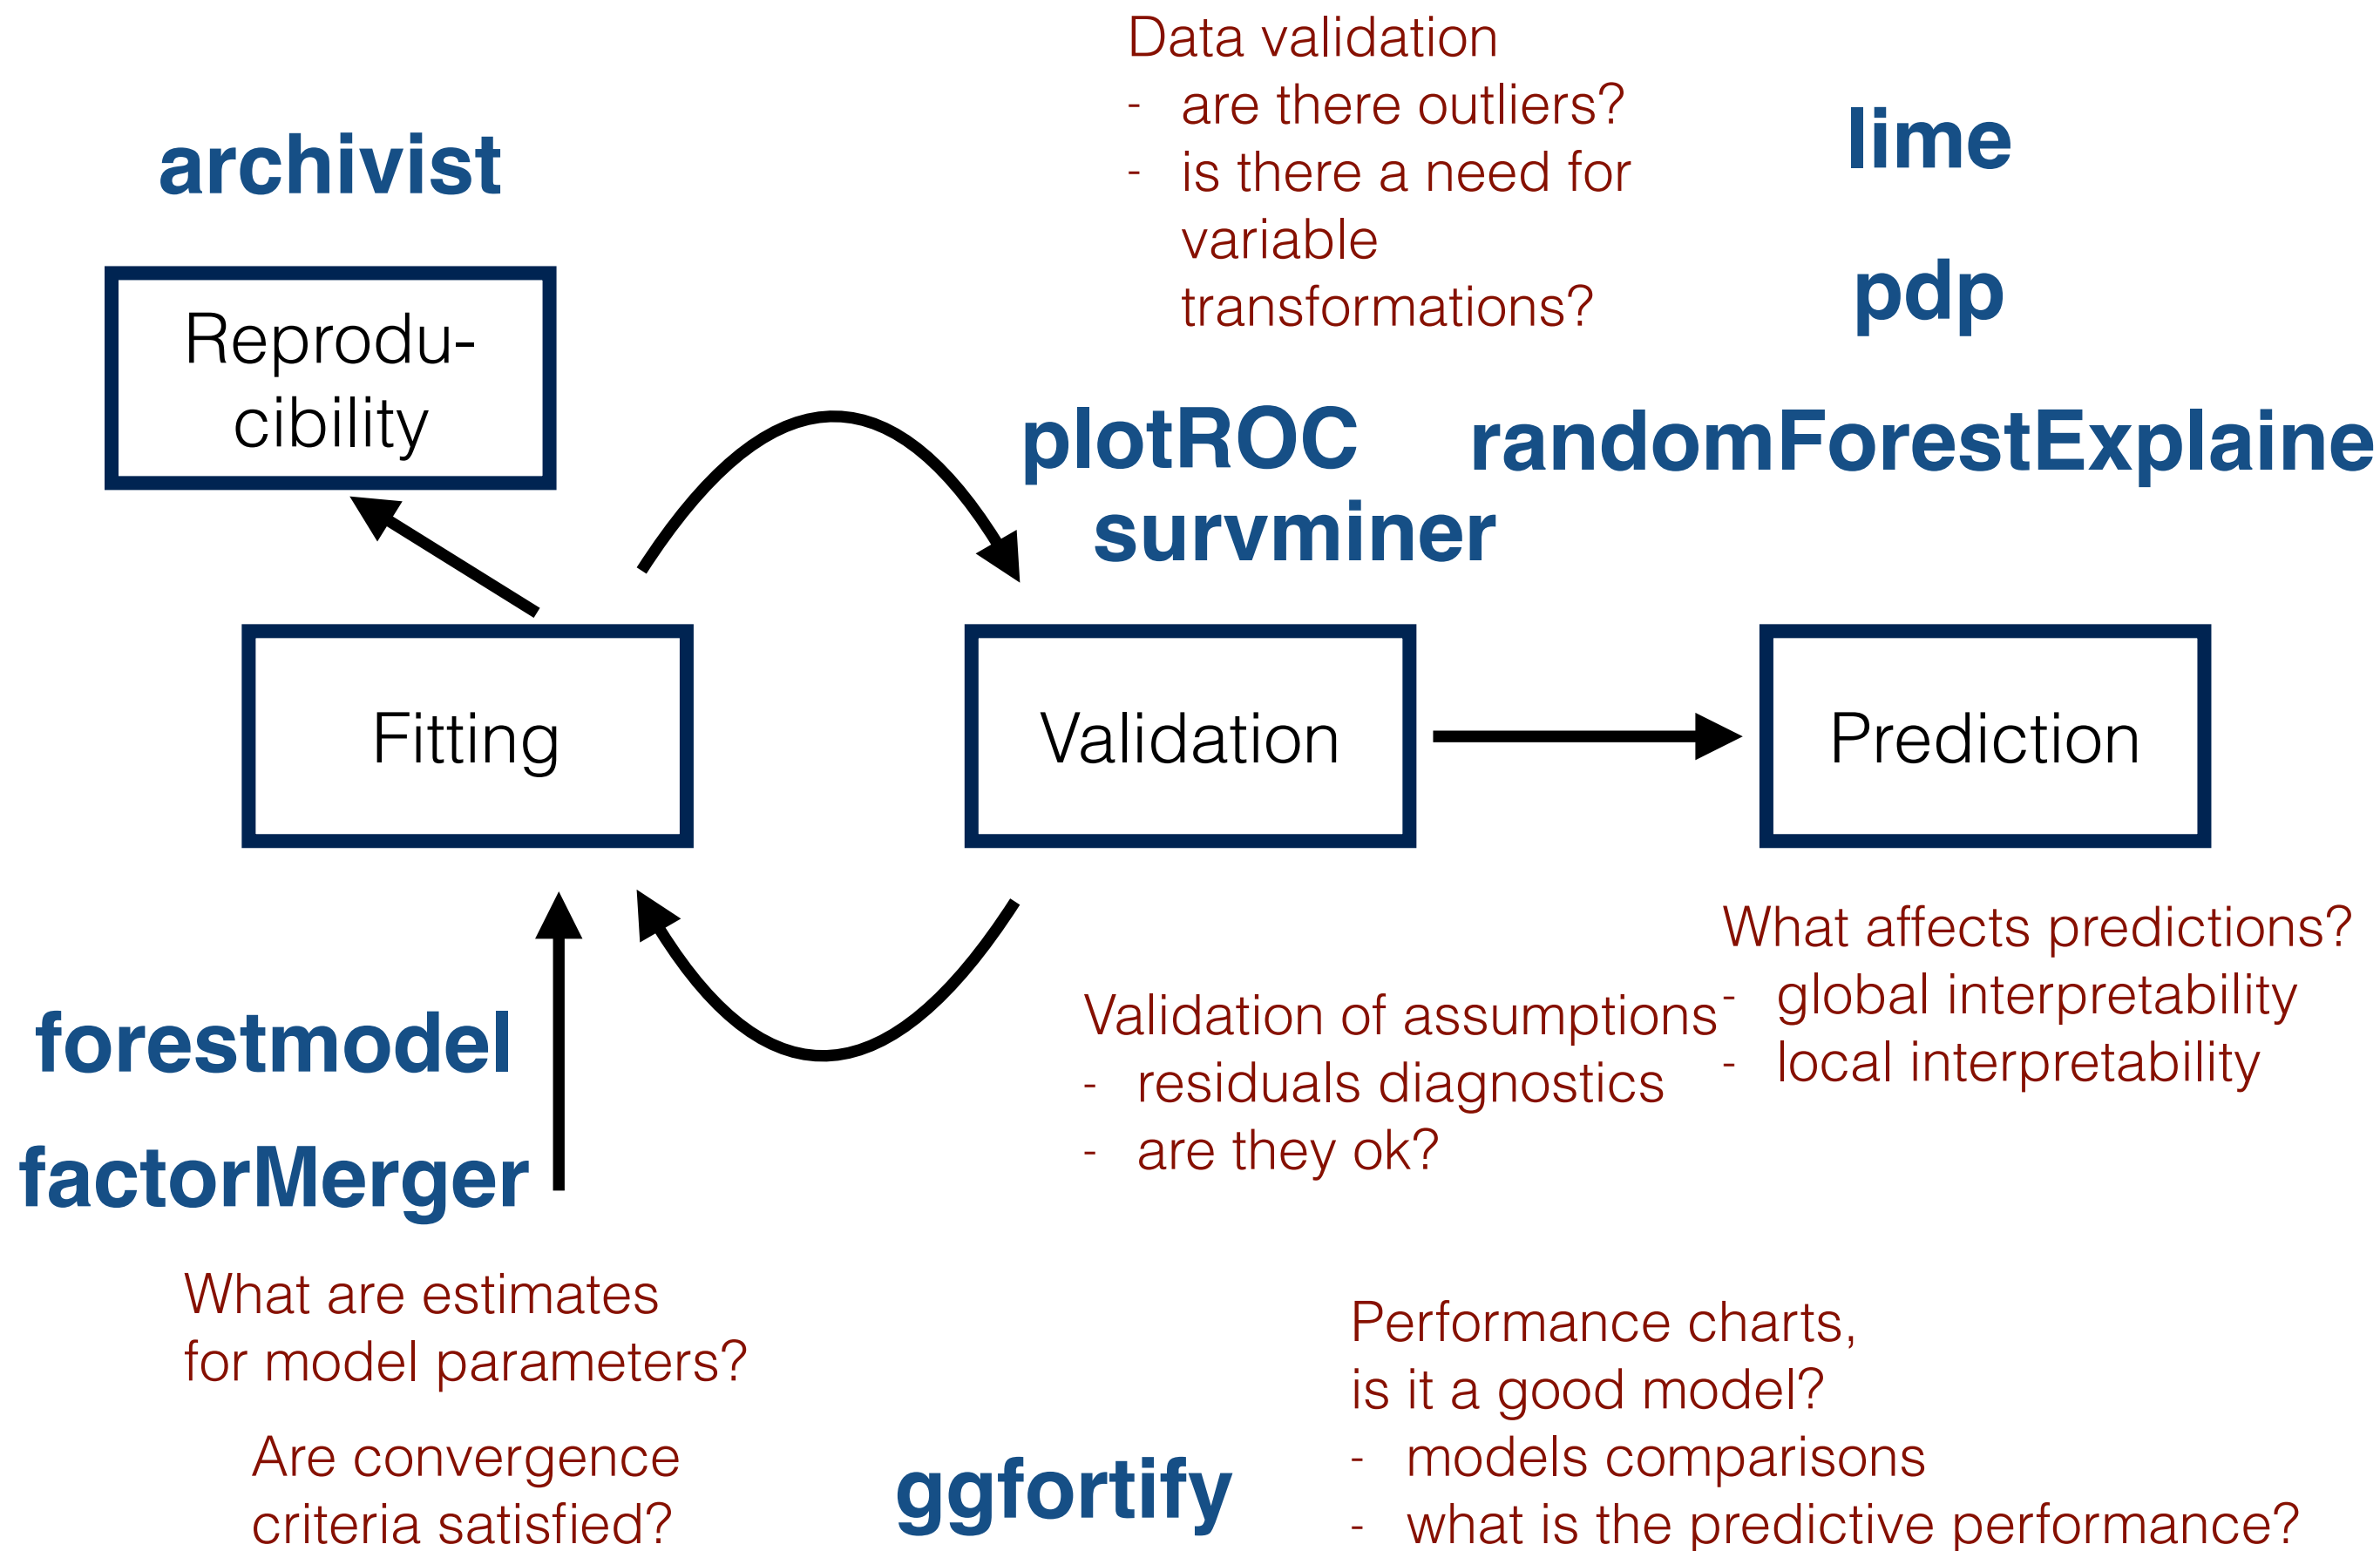 archivist
Reprodu-
cibility
Data validation
- are there outliers?
- is there a need for
variable
transformations?
lime
pdp
plotROC
randomForestExplaine
survminer
Fitting
Validation
Prediction
forestmodel
factorMerger
What are estimates
for model parameters?
Are convergence
criteria satisfied?
Validation of assumptions
- residuals diagnostics
- are they ok?
What affects predictions?
- global interpretability
- local interpretability
ggfortify
Performance charts,
is it a good model?
- models comparisons
- what is the predictive performance?